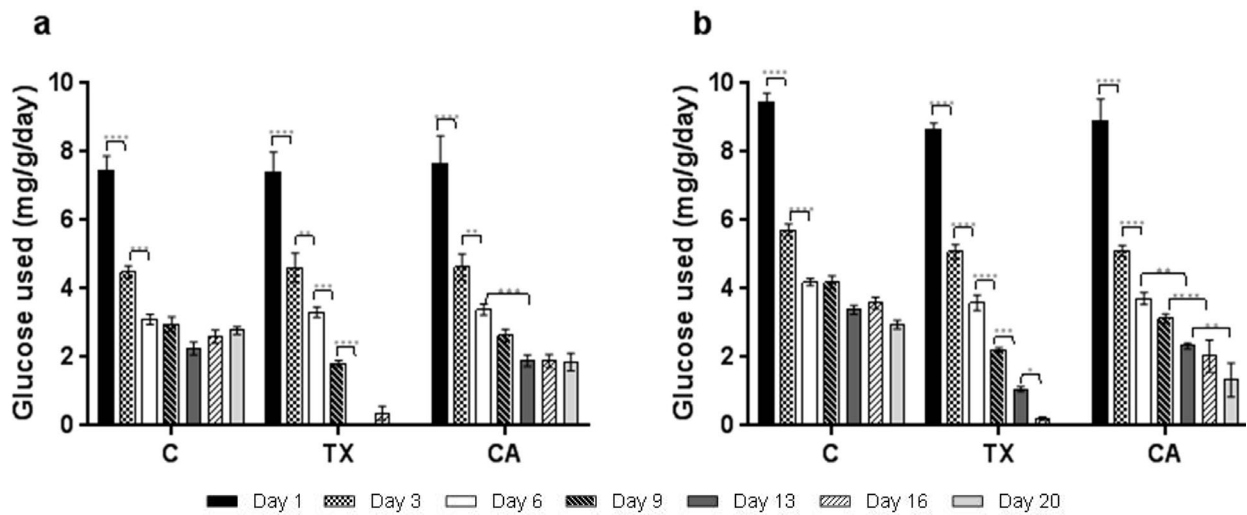 a
b
Glucose used (mg/g/day)
10
8
6
4
2
0
**** *** **** ** *** **** **** ** ***
C TX CA
Glucose used (mg/g/day)
10
8
6
4
2
0
**** **** **** **** **** *** * **** **** ** **** **
C TX CA
Day 1 Day 3 Day 6 Day 9 Day 13 Day 16 Day 20